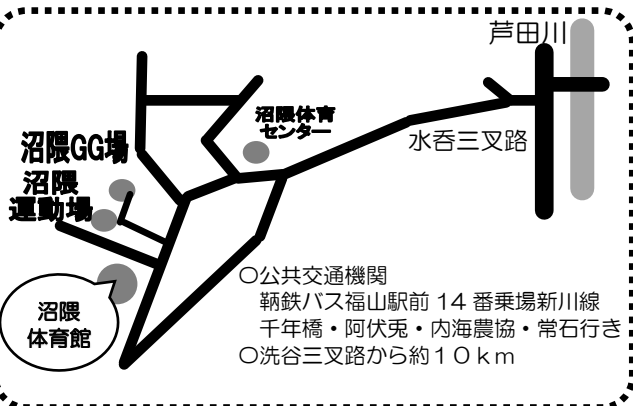 芦田川
沼隈体育
センター
水呑三叉路
沼隈GG場
沼隈
運動場
沼隈
体育館
〇公共交通機関
鞆鉄バス福山駅前 14 番乗場新川線
千年橋・阿伏兎・内海農協・常石行き
〇洗谷三叉路から約１０ｋｍ